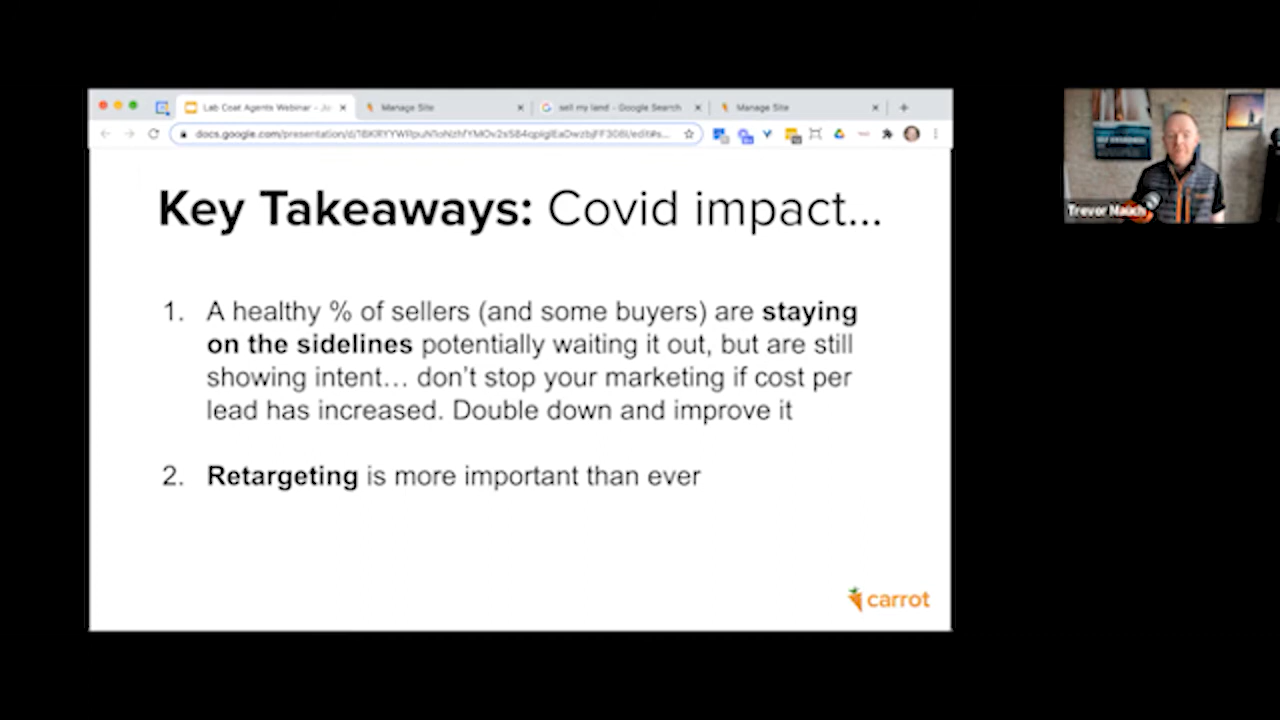 Lab Coat Agents Webinar - Jo
Manage Site
sell my land - Google Search
Manage Site
Key Takeaways: Covid impact...
1. A healthy % of sellers (and some buyers) are staying
on the sidelines potentially waiting it out, but are still
showing intent... don't stop your marketing if cost per
lead has increased. Double down and improve it
2. Retargeting is more important than ever
carrot
Trevor Mauch